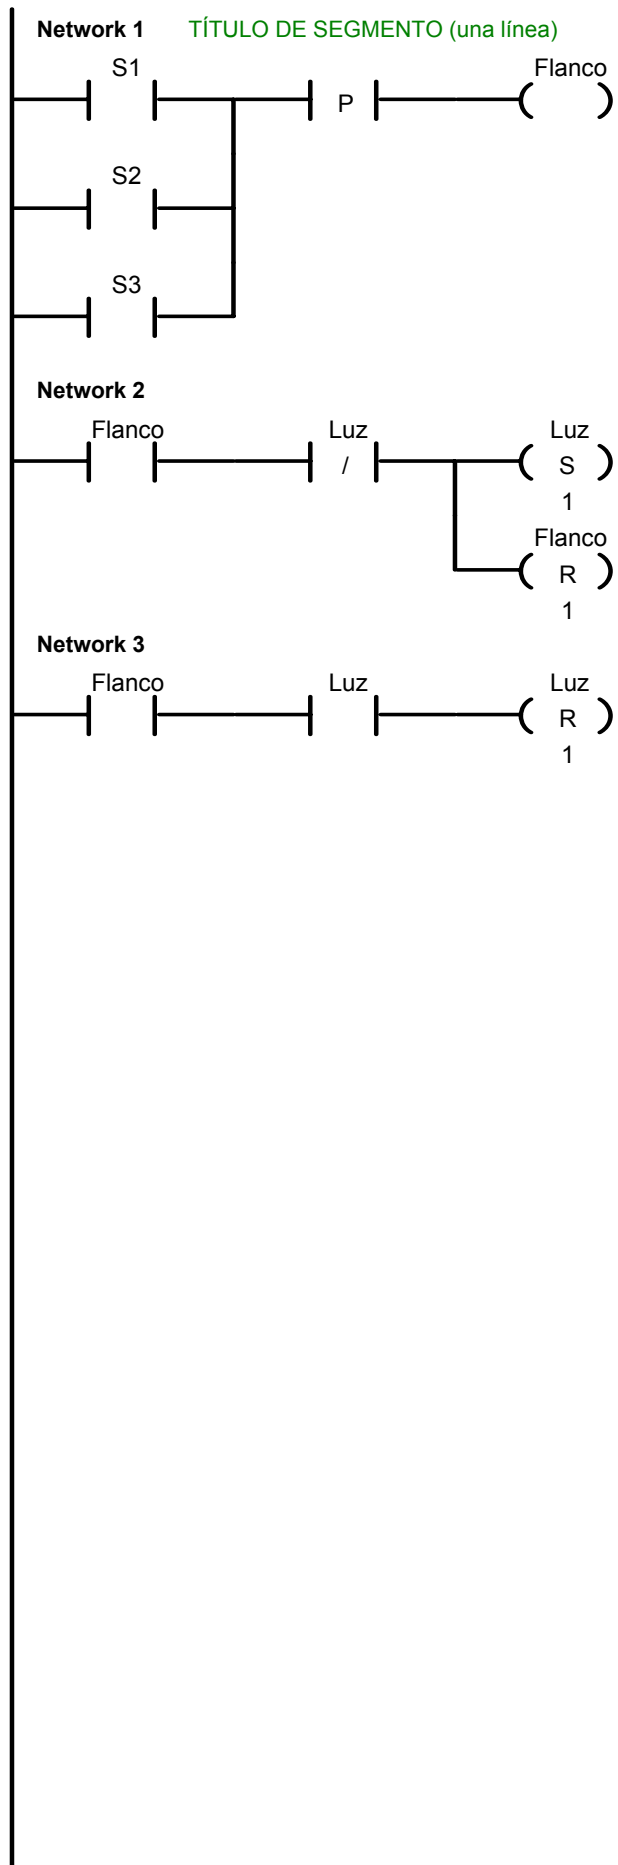 Network 1 TÍTULO DE SEGMENTO (una línea)
S1 Flanco
P
S2
S3
Network 2
Flanco Luz Luz
/ S
1
Flanco
R
1
Network 3
Flanco Luz Luz
R
1